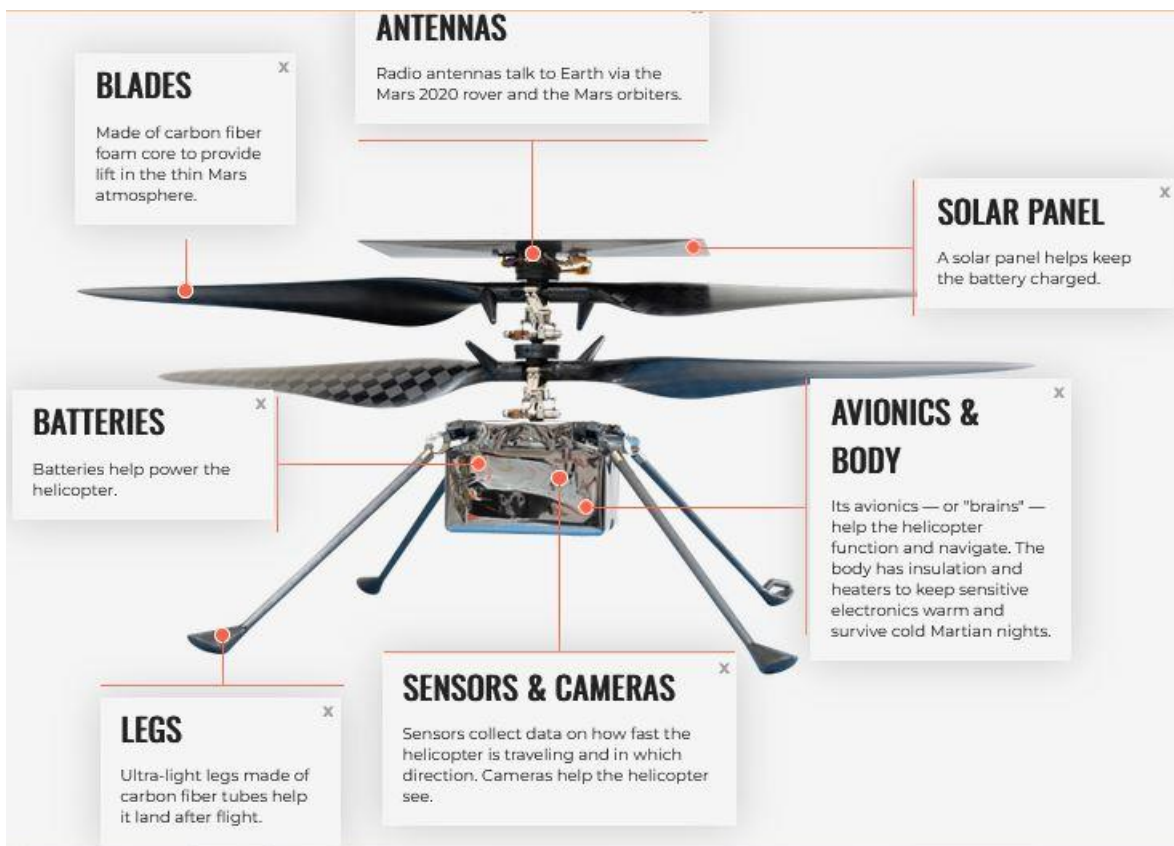 ANTENNAS
Radio antennas talk to Earth via the
Mars 2020 rover and the Mars orbiters.
X
BLADES
Made of carbon fiber
foam core to provide
lift in the thin Mars
atmosphere.
X
SOLAR PANEL
A solar panel helps keep
the battery charged.
X
BATTERIES
Batteries help power the
helicopter.
X
AVIONICS &
BODY
Its avionics — or "brains" —
help the helicopter
function and navigate. The
body has insulation and
heaters to keep sensitive
electronics warm and
survive cold Martian nights.
X
SENSORS & CAMERAS
Sensors collect data on how fast the
helicopter is traveling and in which
direction. Cameras help the helicopter
see.
X
LEGS
Ultra-light legs made of
carbon fiber tubes help
it land after flight.